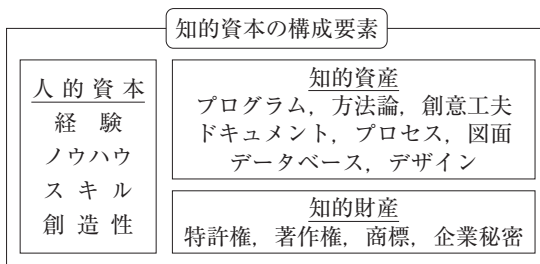 知的資本の構成要素
人的資本
経験
ノウハウ
スキル
創造性
知的資産
プログラム，方法論，創意工夫
ドキュメント，プロセス，図面
データベース，デザイン
知的財産
特許権，著作権，商標，企業秘密